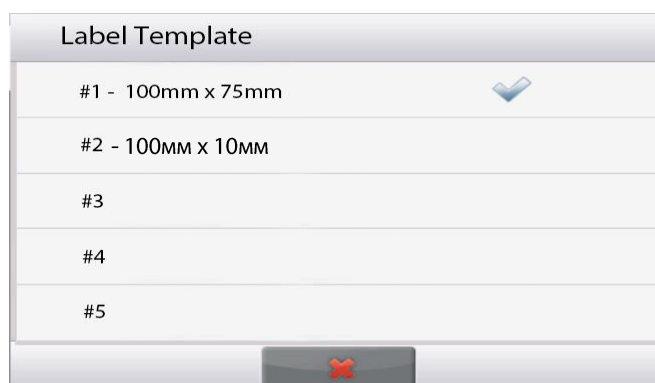 Label Template
#1 - 100mm x 75mm
#2 - 100мм x 10мм
#3
#4
#5